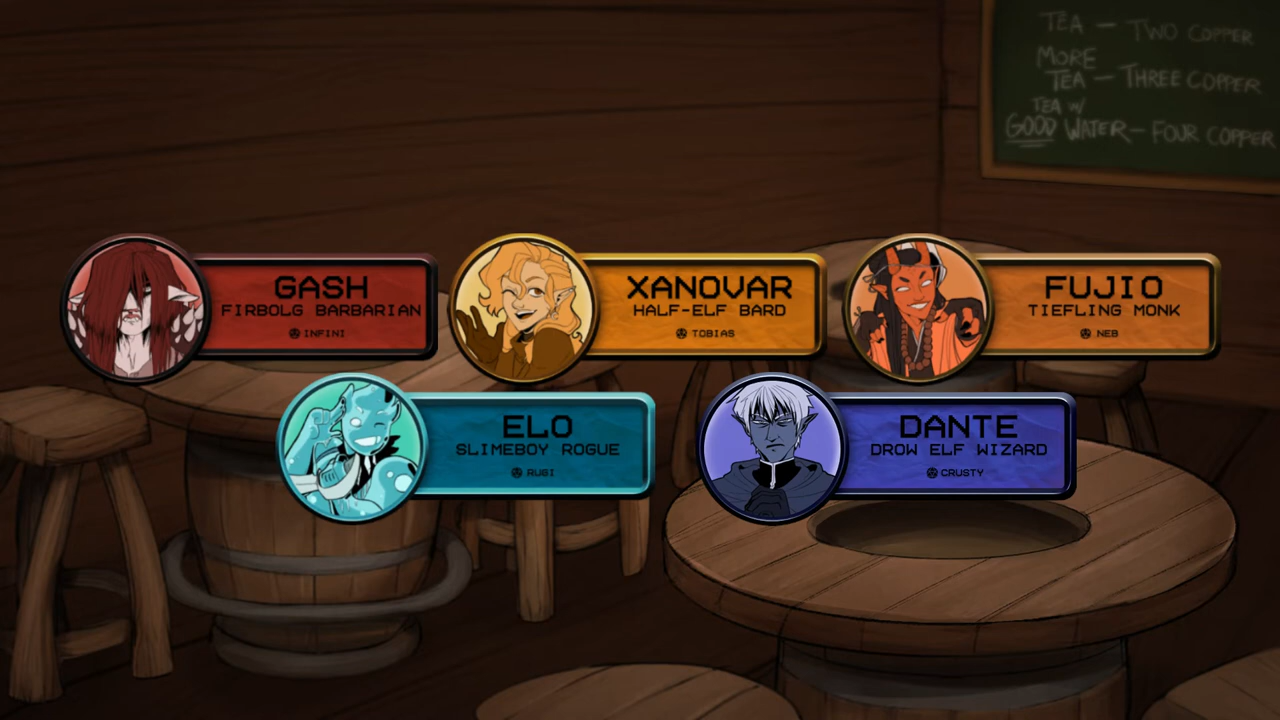 TEA — TWO COPPER
MORE
TEA — THREE COPPER
TEA W/
GOOD WATER — FOUR COPPER
GASH
FIRBOLG BARBARIAN
INFINI
XANOVAR
HALF-ELF BARD
TOBIAS
FUJIO
TIEFLING MONK
NEB
ELO
SLIMEBOY ROGUE
RUBI
DANTE
DROW ELF WIZARD
CRUSTY